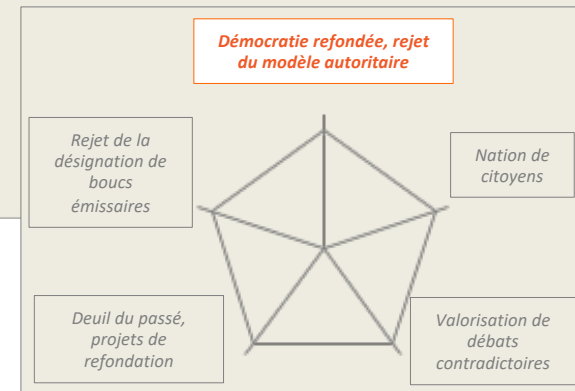 Démocratie refondée, rejet
du modèle autoritaire
Rejet de la
désignation de
boucs
émissaires
Nation de
citoyens
Deuil du passé,
projets de
refondation
Valorisation de
débats
contradictoires